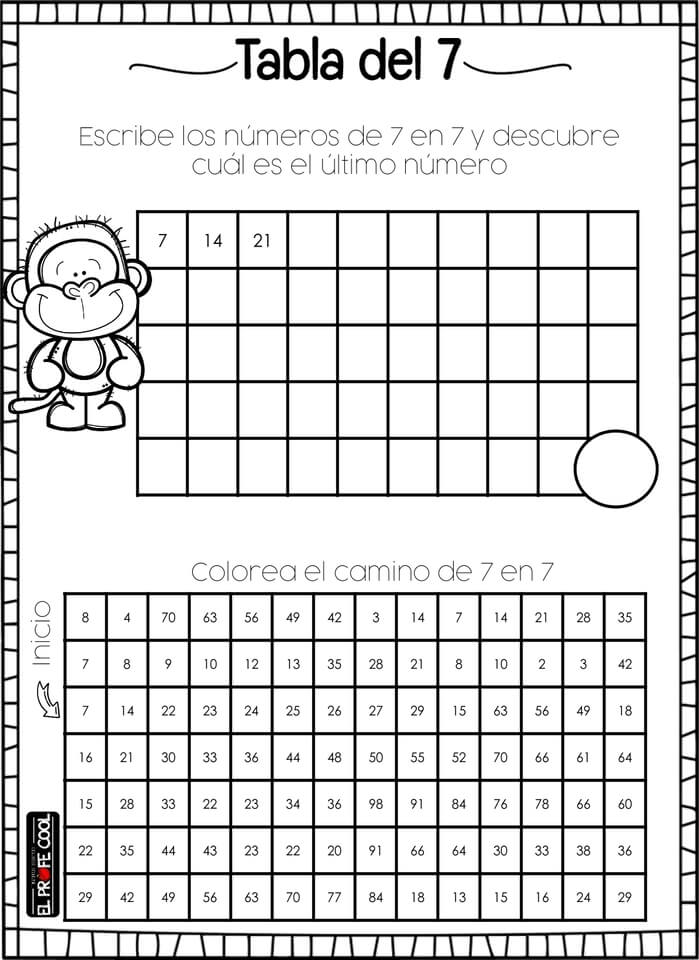 Tabla del 7
Escribe los números de 7 en 7 y descubre
cuál es el último número
7 14 21
Colorea el camino de 7 en 7
Inicio
8 4 70 63 56 49 42 3 14 7 14 21 28 35
7 8 9 10 12 13 35 28 21 8 10 2 3 42
7 14 22 23 24 25 26 27 29 15 63 56 49 18
16 21 30 33 36 44 48 50 55 52 70 66 61 64
15 28 33 22 23 34 36 98 91 84 76 78 66 60
22 35 44 43 23 22 20 91 66 64 30 33 38 36
29 42 49 56 63 70 77 84 18 13 15 16 24 29
EL PROFE COOL